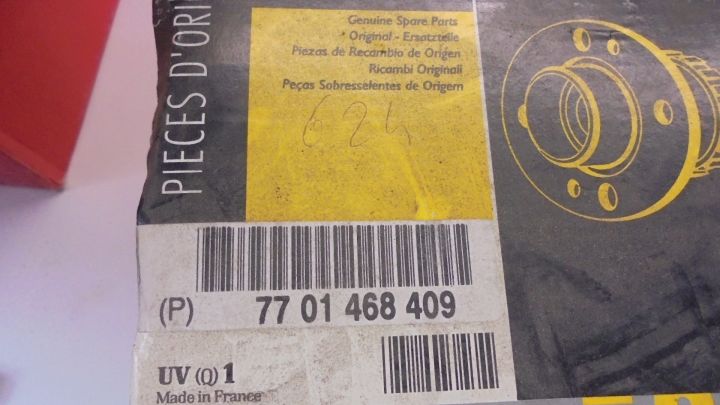 PIECES D'ORI
Genuine Spare Parts
Original - Ersatzteile
Piezas de Recambio de Origen
Ricambi Originali
Peças Sobresselentes de Origem
624
(P) 77 01 468 409
UV (Q) 1
Made in France